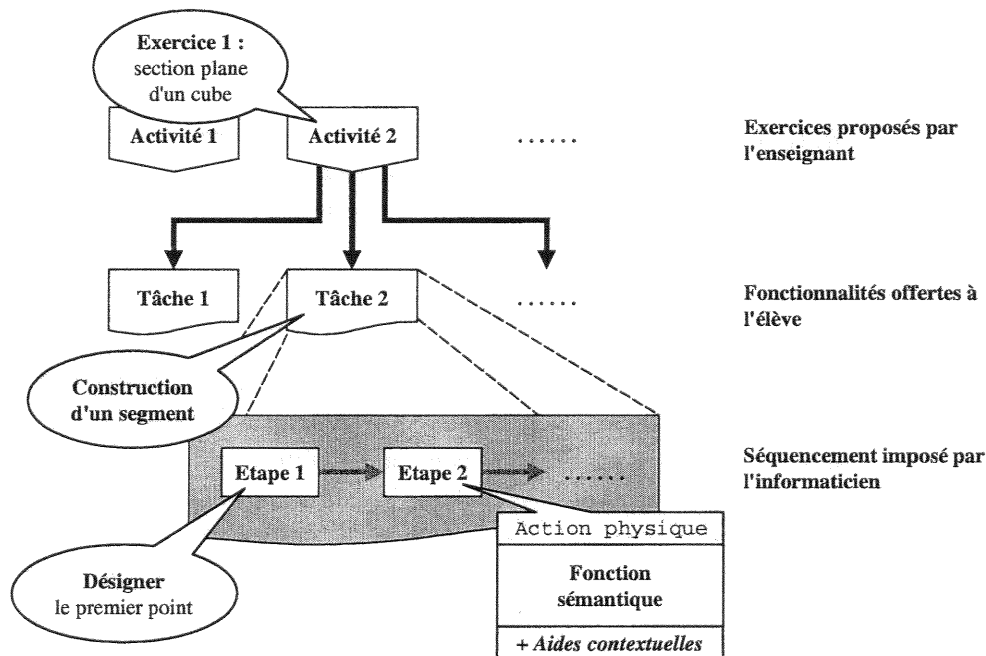 Exercice 1 :
section plane
d'un cube
Activité 1
Activité 2
......
Exercices proposés par
l'enseignant
Tâche 1
Tâche 2
......
Fonctionnalités offertes à
l'élève
Construction
d'un segment
Etape 1
Etape 2
......
Séquencement imposé par
l'informaticien
Action physique
Fonction
sémantique
+ Aides contextuelles
Désigner
le premier point